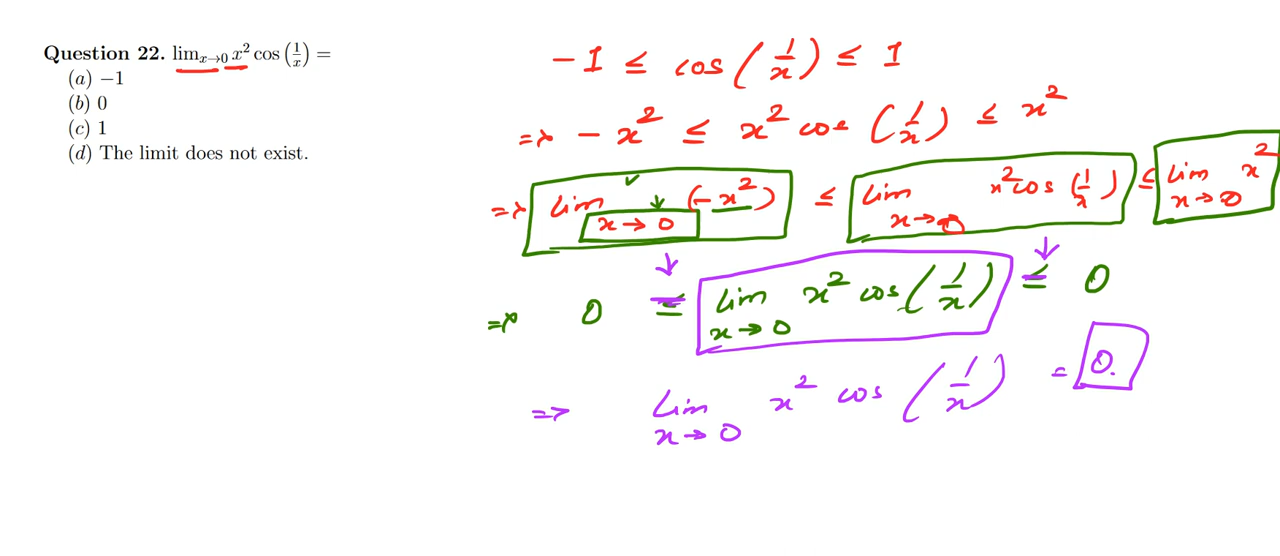 Question 22. lim_{x→0} x² cos(1/x) =
(a) −1
(b) 0
(c) 1
(d) The limit does not exist.
-1 ≤ cos(1/x) ≤ 1
=> -x² ≤ x² cos(1/x) ≤ x²
=> lim_{x→0} (-x²) ≤ lim_{x→0} x² cos(1/x) ≤ lim_{x→0} x²
=> 0 ≤ lim_{x→0} x² cos(1/x) ≤ 0
=> lim_{x→0} x² cos(1/x) = 0.